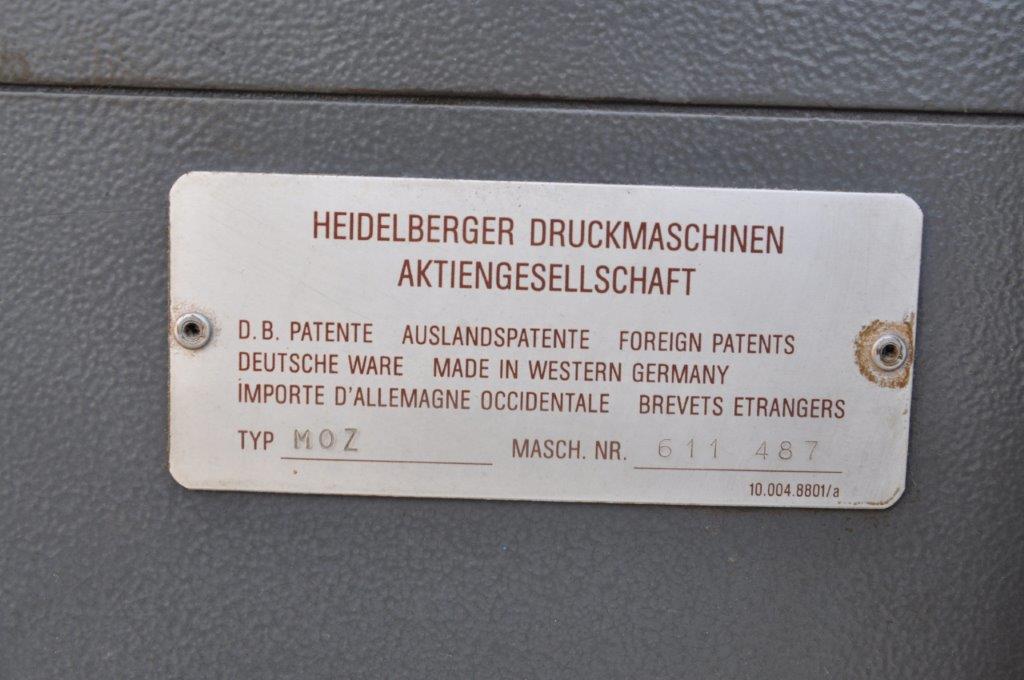 HEIDELBERGER DRUCKMASCHINEN
AKTIENGESELLSCHAFT
D.B. PATENTE AUSLANDSPATENTE FOREIGN PATENTS
DEUTSCHE WARE MADE IN WESTERN GERMANY
IMPORTE D'ALLEMAGNE OCCIDENTALE BREVETS ETRANGERS
TYP MOZ MASCH. NR. 611 487
10.004.8801/a